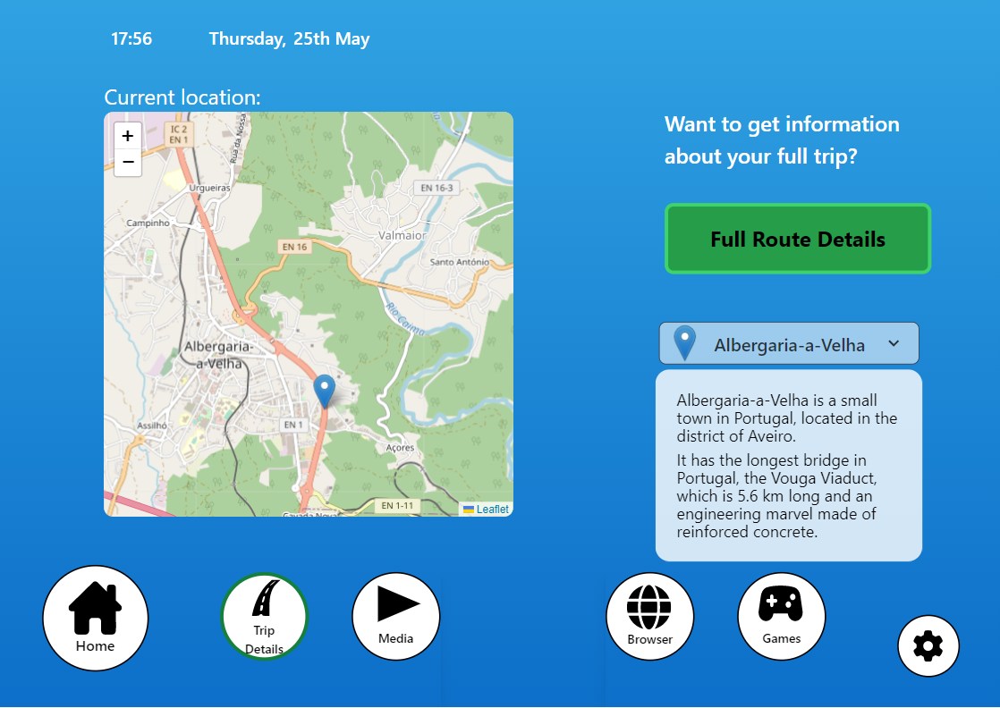 17:56 Thursday, 25th May
Current location:
+
−
IC 2
EN 1
Rua da Nossa
Urgueiras
EN 16-3
Campinho
Valmaior
EN 16
Santo António
Rio Caima
Albergaria-
a-Velha
EN 1
Assilhó
Açores
EN 1-11
Leaflet
Want to get information
about your full trip?
Full Route Details
Albergaria-a-Velha
Albergaria-a-Velha is a small
town in Portugal, located in the
district of Aveiro.
It has the longest bridge in
Portugal, the Vouga Viaduct,
which is 5.6 km long and an
engineering marvel made of
reinforced concrete.
Home
Trip
Details
Media
Browser
Games